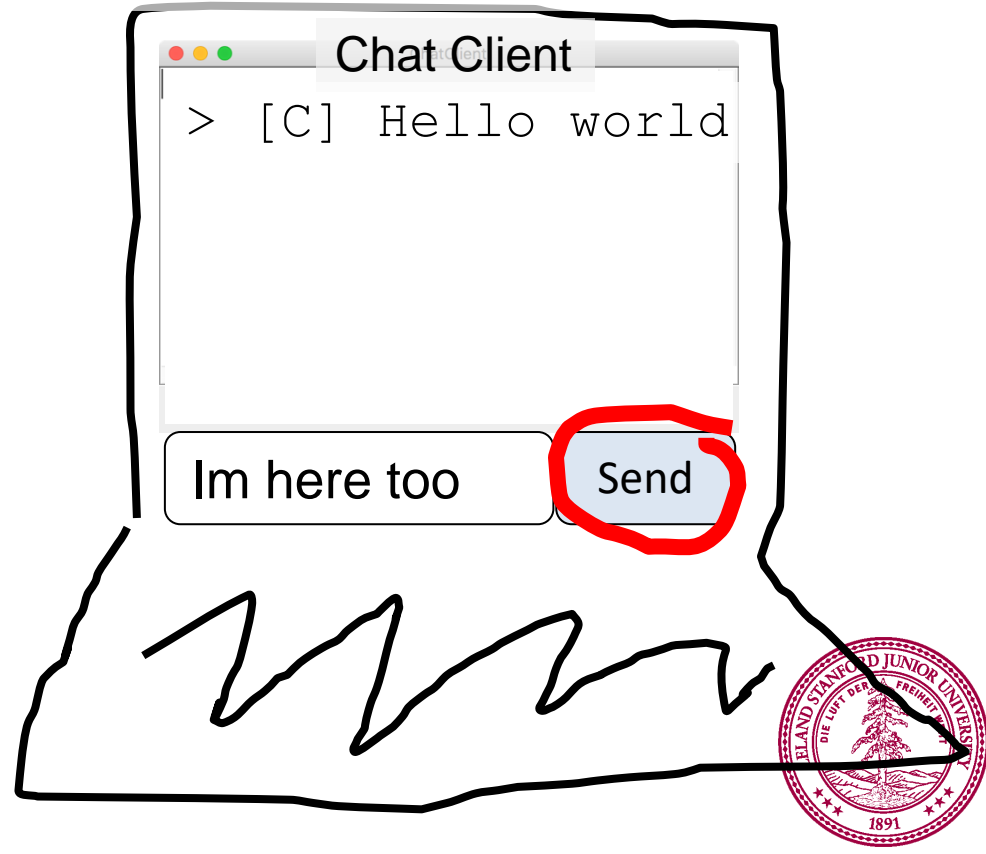 Chat Client
> [C] Hello world
Im here too
Send
LELAND STANFORD JUNIOR UNIVERSITY
DIE LUFT DER FREIHEIT WEHT
1891